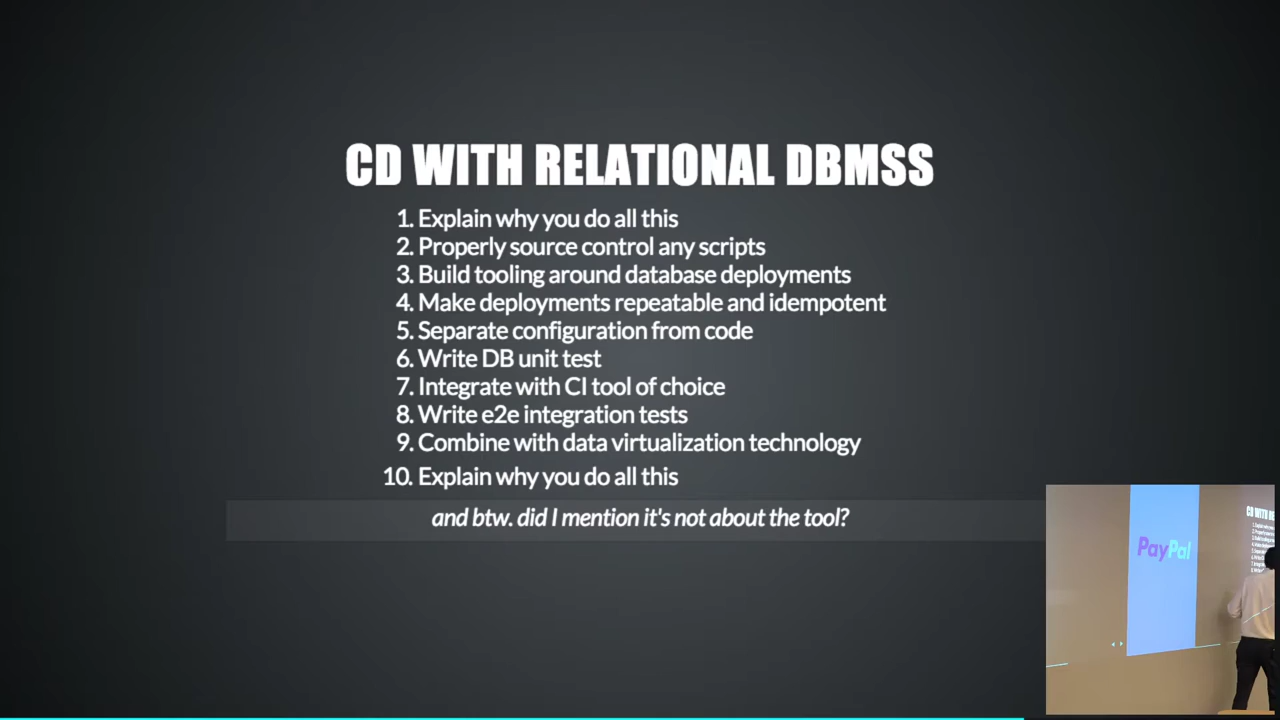 CD WITH RELATIONAL DBMSS
1. Explain why you do all this
2. Properly source control any scripts
3. Build tooling around database deployments
4. Make deployments repeatable and idempotent
5. Separate configuration from code
6. Write DB unit test
7. Integrate with CI tool of choice
8. Write e2e integration tests
9. Combine with data virtualization technology
10. Explain why you do all this
and btw. did I mention it's not about the tool?
PayPal